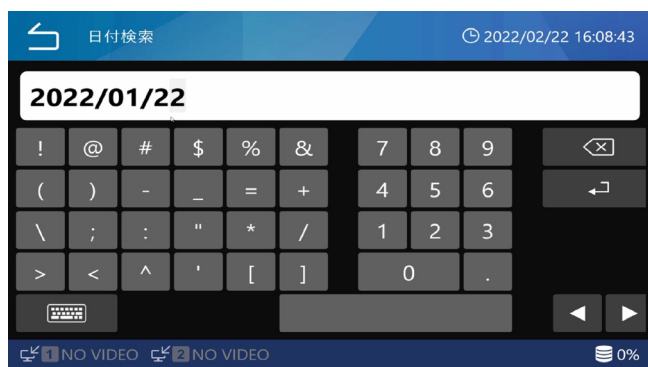 日付検索 2022/02/22 16:08:43
2022/01/22
! @ # $ % & 7 8 9
( ) - _ = + 4 5 6
\ ; : " * / 1 2 3
> < ^ ' [ ] 0 .
1 NO VIDEO 2 NO VIDEO 0%